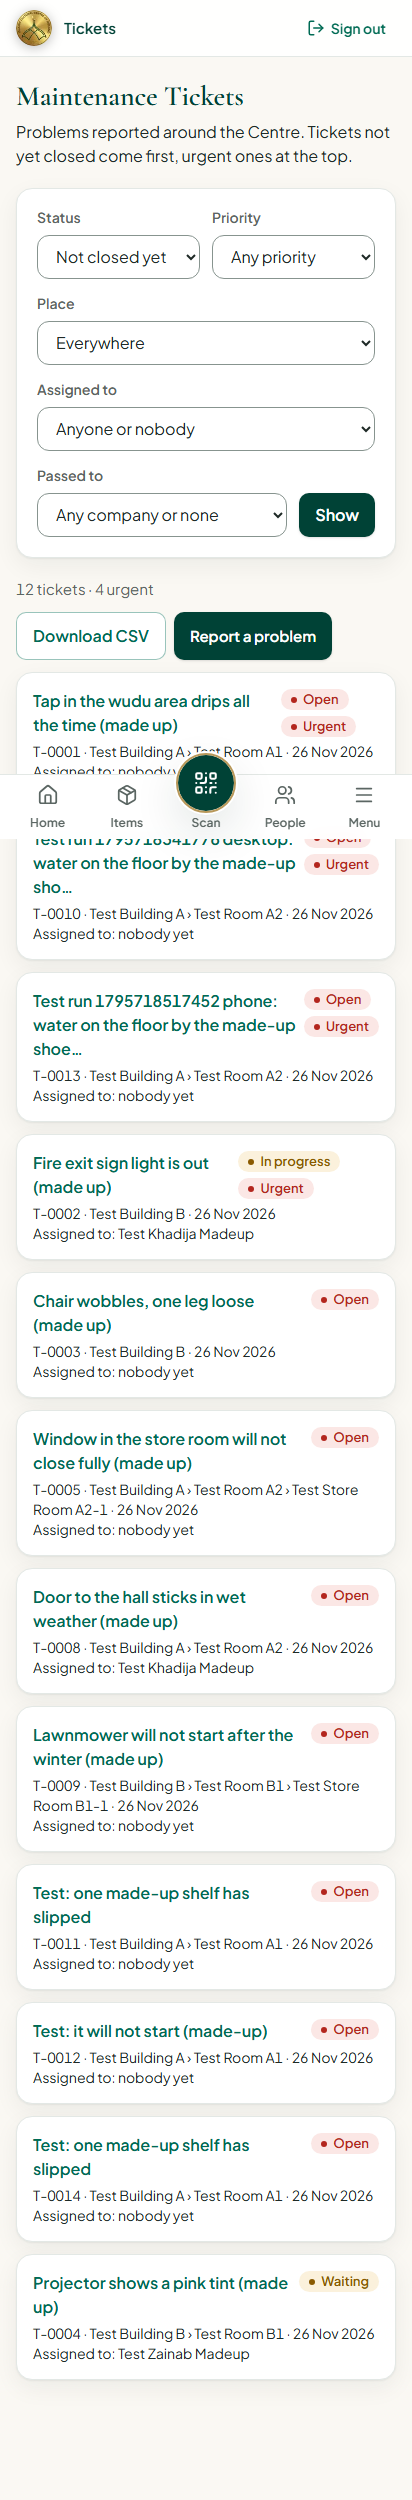 Tickets
Sign out
Maintenance Tickets
Problems reported around the Centre. Tickets not
yet closed come first, urgent ones at the top.
Status
Priority
Not closed yet
Any priority
Place
Everywhere
Assigned to
Anyone or nobody
Passed to
Any company or none
Show
12 tickets · 4 urgent
Download CSV
Report a problem
Tap in the wudu area drips all
the time (made up)
Open
Urgent
T-0001 · Test Building A › Test Room A1 · 26 Nov 2026
Assigned to: nobody
Home
Items
Scan
People
Menu
Test run 1795718541776 desktop:
water on the floor by the made-up
sho…
Open
Urgent
T-0010 · Test Building A › Test Room A2 · 26 Nov 2026
Assigned to: nobody yet
Test run 1795718517452 phone:
water on the floor by the made-up
shoe…
Open
Urgent
T-0013 · Test Building A › Test Room A2 · 26 Nov 2026
Assigned to: nobody yet
Fire exit sign light is out
(made up)
In progress
Urgent
T-0002 · Test Building B · 26 Nov 2026
Assigned to: Test Khadija Madeup
Chair wobbles, one leg loose
(made up)
Open
T-0003 · Test Building B · 26 Nov 2026
Assigned to: nobody yet
Window in the store room will not
close fully (made up)
Open
T-0005 · Test Building A › Test Room A2 › Test Store
Room A2-1 · 26 Nov 2026
Assigned to: nobody yet
Door to the hall sticks in wet
weather (made up)
Open
T-0008 · Test Building A › Test Room A2 · 26 Nov 2026
Assigned to: Test Khadija Madeup
Lawnmower will not start after the
winter (made up)
Open
T-0009 · Test Building B › Test Room B1 › Test Store
Room B1-1 · 26 Nov 2026
Assigned to: nobody yet
Test: one made-up shelf has
slipped
Open
T-0011 · Test Building A › Test Room A1 · 26 Nov 2026
Assigned to: nobody yet
Test: it will not start (made-up)
Open
T-0012 · Test Building A › Test Room A1 · 26 Nov 2026
Assigned to: nobody yet
Test: one made-up shelf has
slipped
Open
T-0014 · Test Building A › Test Room A1 · 26 Nov 2026
Assigned to: nobody yet
Projector shows a pink tint (made
up)
Waiting
T-0004 · Test Building B › Test Room B1 · 26 Nov 2026
Assigned to: Test Zainab Madeup